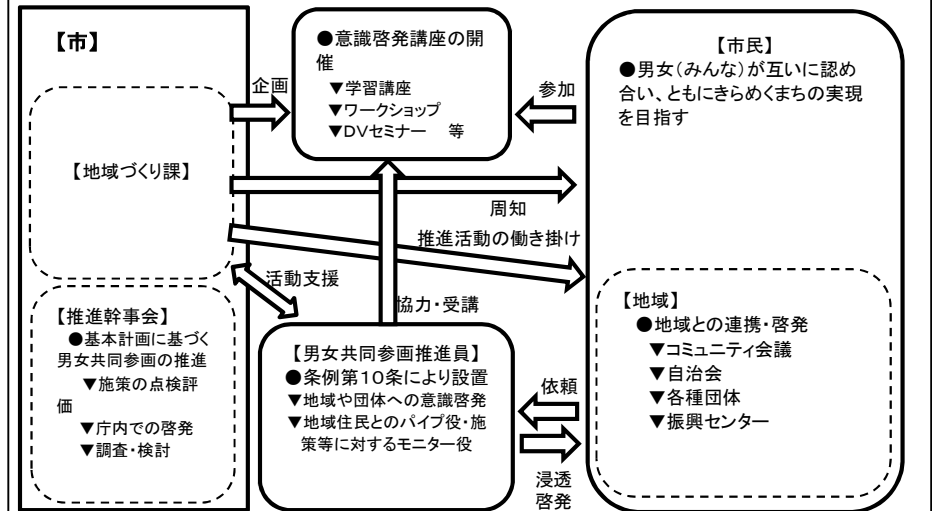 【市】
【地域づくり課】
【推進幹事会】
●基本計画に基づく
男女共同参画の推進
▼施策の点検評
価
▼庁内での啓発
▼調査・検討
企画
●意識啓発講座の開
催
▼学習講座
▼ワークショップ
▼DVセミナー　等
参加
周知
推進活動の働き掛け
活動支援
協力・受講
【男女共同参画推進員】
●条例第10条により設置
▼地域や団体への意識啓発
▼地域住民とのパイプ役・施
策等に対するモニター役
依頼
浸透
啓発
【市民】
●男女(みんな)が互いに認め
合い、ともにきらめくまちの実現
を目指す
【地域】
●地域との連携・啓発
▼コミュニティ会議
▼自治会
▼各種団体
▼振興センター